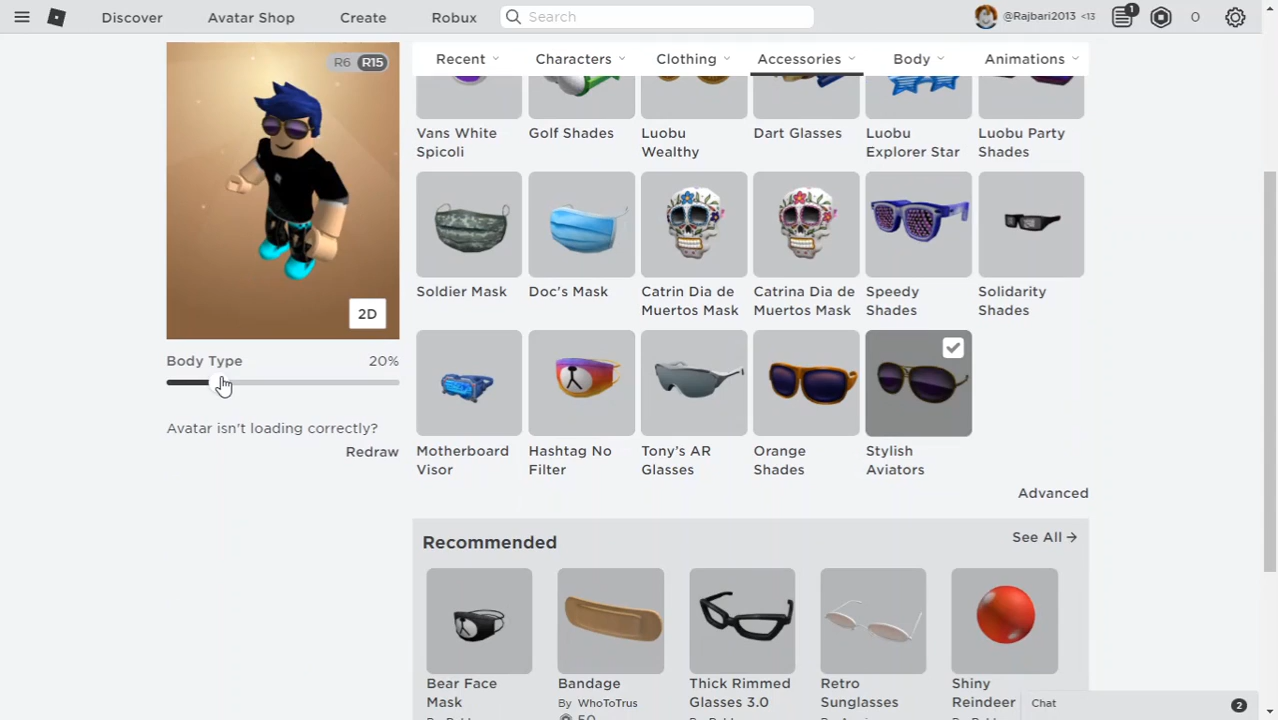 Discover
Avatar Shop
Create
Robux
Search
@Rajbari2013 <13
1
0
R6 R15
Recent
Characters
Clothing
Accessories
Body
Animations
Vans White
Spicoli
Golf Shades
Luobu
Wealthy
Dart Glasses
Luobu
Explorer Star
Luobu Party
Shades
2D
Soldier Mask
Doc's Mask
Catrin Dia de
Muertos Mask
Catrina Dia de
Muertos Mask
Speedy
Shades
Solidarity
Shades
Body Type 20%
Avatar isn't loading correctly?
Redraw
Motherboard
Visor
Hashtag No
Filter
Tony's AR
Glasses
Orange
Shades
Stylish
Aviators
Advanced
Recommended
See All
Bear Face
Mask
Bandage
By WhoToTrus
50
Thick Rimmed
Glasses 3.0
Retro
Sunglasses
Shiny
Reindeer
Chat
2